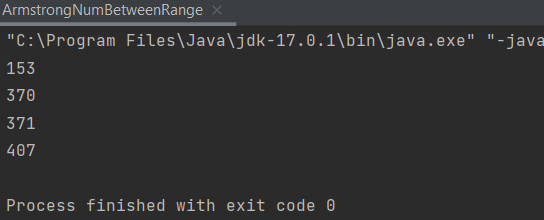 ArmstrongNumBetweenRange ×
"C:\Program Files\Java\jdk-17.0.1\bin\java.exe" "-java
153
370
371
407
Process finished with exit code 0